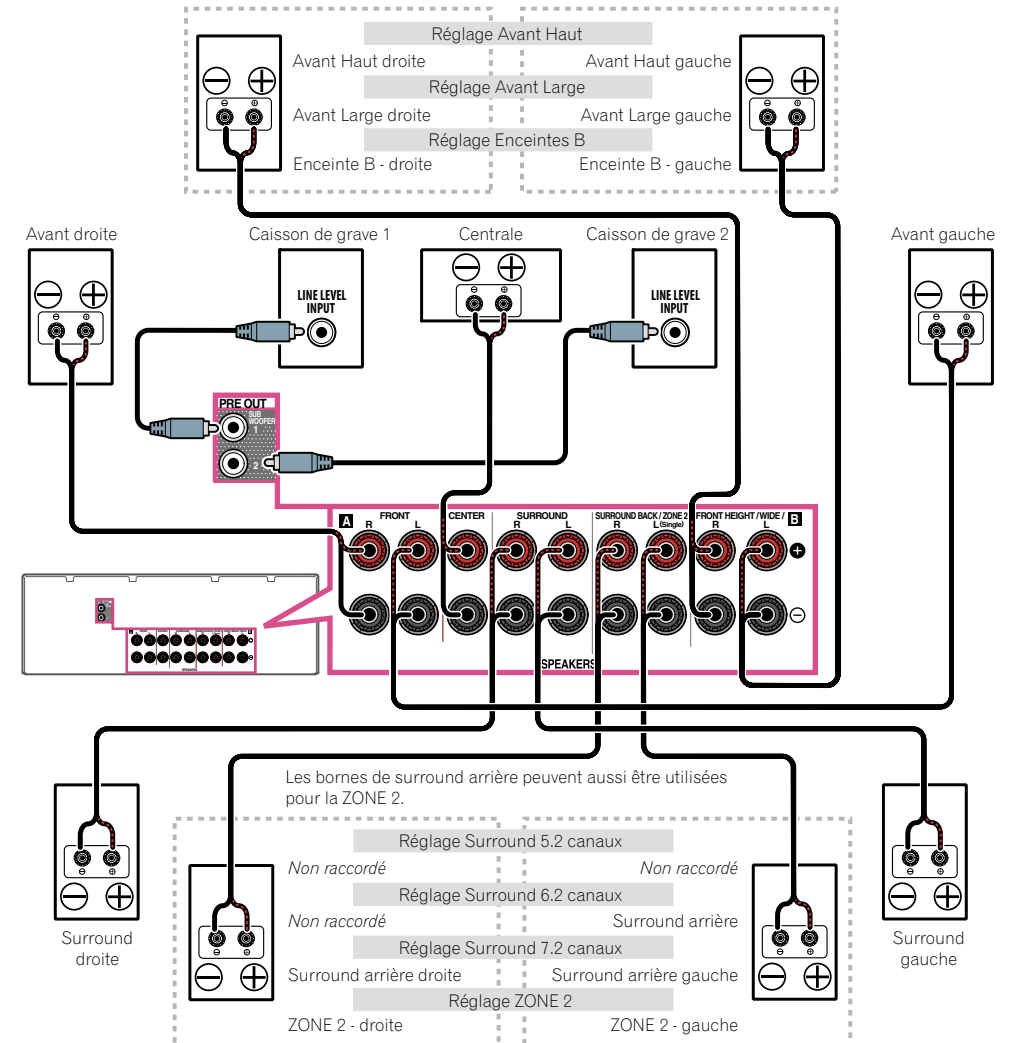 Réglage Avant Haut
Avant Haut droite
Avant Haut gauche
Réglage Avant Large
Avant Large droite
Avant Large gauche
Réglage Enceintes B
Enceinte B - droite
Enceinte B - gauche
Avant droite
Caisson de grave 1
Centrale
Caisson de grave 2
Avant gauche
LINE LEVEL
INPUT
LINE LEVEL
INPUT
PRE OUT
SUB
WOOFER
1
2
A
FRONT
R
L
CENTER
SURROUND
R
L
SURROUND BACK / ZONE 2
R
L (Single)
FRONT HEIGHT / WIDE /
B
R
L
SPEAKERS
Les bornes de surround arrière peuvent aussi être utilisées
pour la ZONE 2.
Réglage Surround 5.2 canaux
Non raccordé
Non raccordé
Réglage Surround 6.2 canaux
Non raccordé
Surround arrière
Réglage Surround 7.2 canaux
Surround arrière droite
Surround arrière gauche
Réglage ZONE 2
ZONE 2 - droite
ZONE 2 - gauche
Surround
droite
Surround
gauche